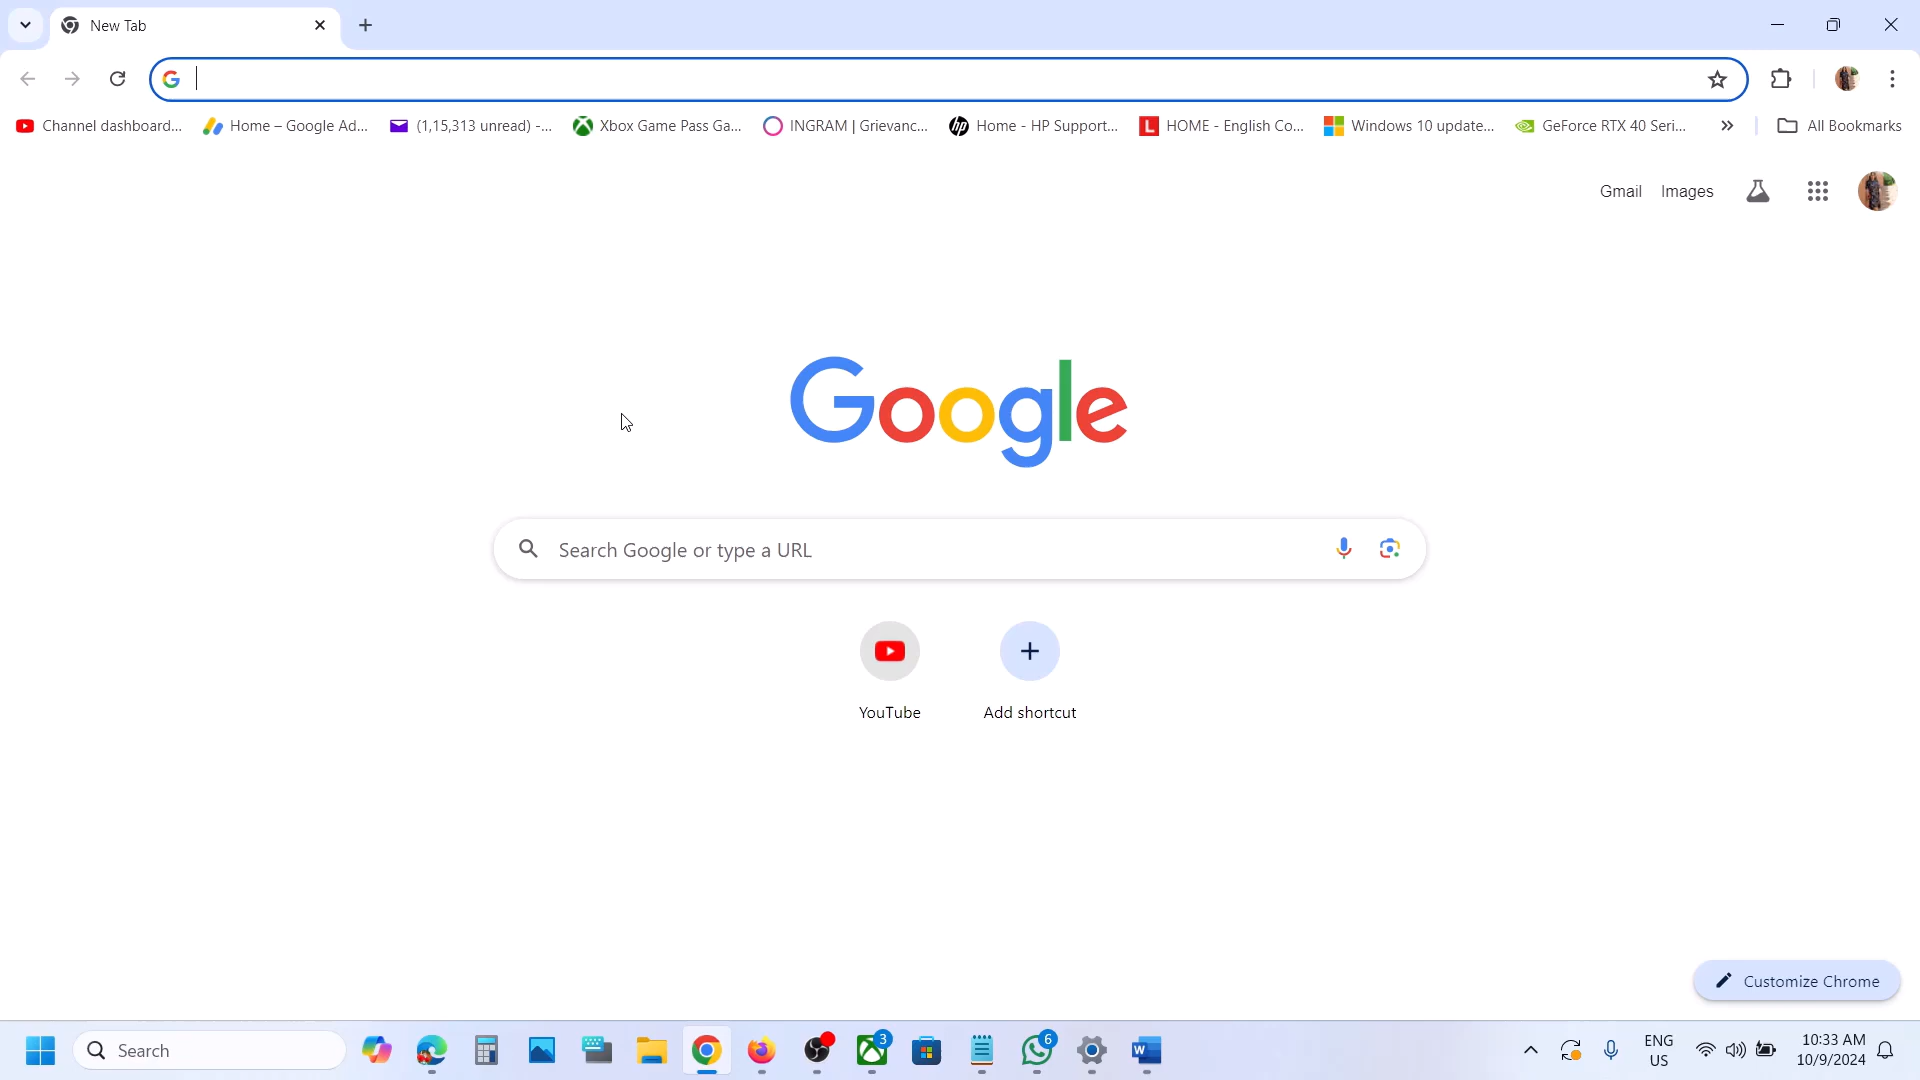 New Tab
Channel dashboard...
Home – Google Ad...
(1,15,313 unread) -...
Xbox Game Pass Ga...
INGRAM | Grievanc...
Home - HP Support...
HOME - English Co...
Windows 10 update...
GeForce RTX 40 Seri...
All Bookmarks
Gmail
Images
Google
Search Google or type a URL
YouTube
Add shortcut
Customize Chrome
Search
3
6
ENG
US
10:33 AM
10/9/2024